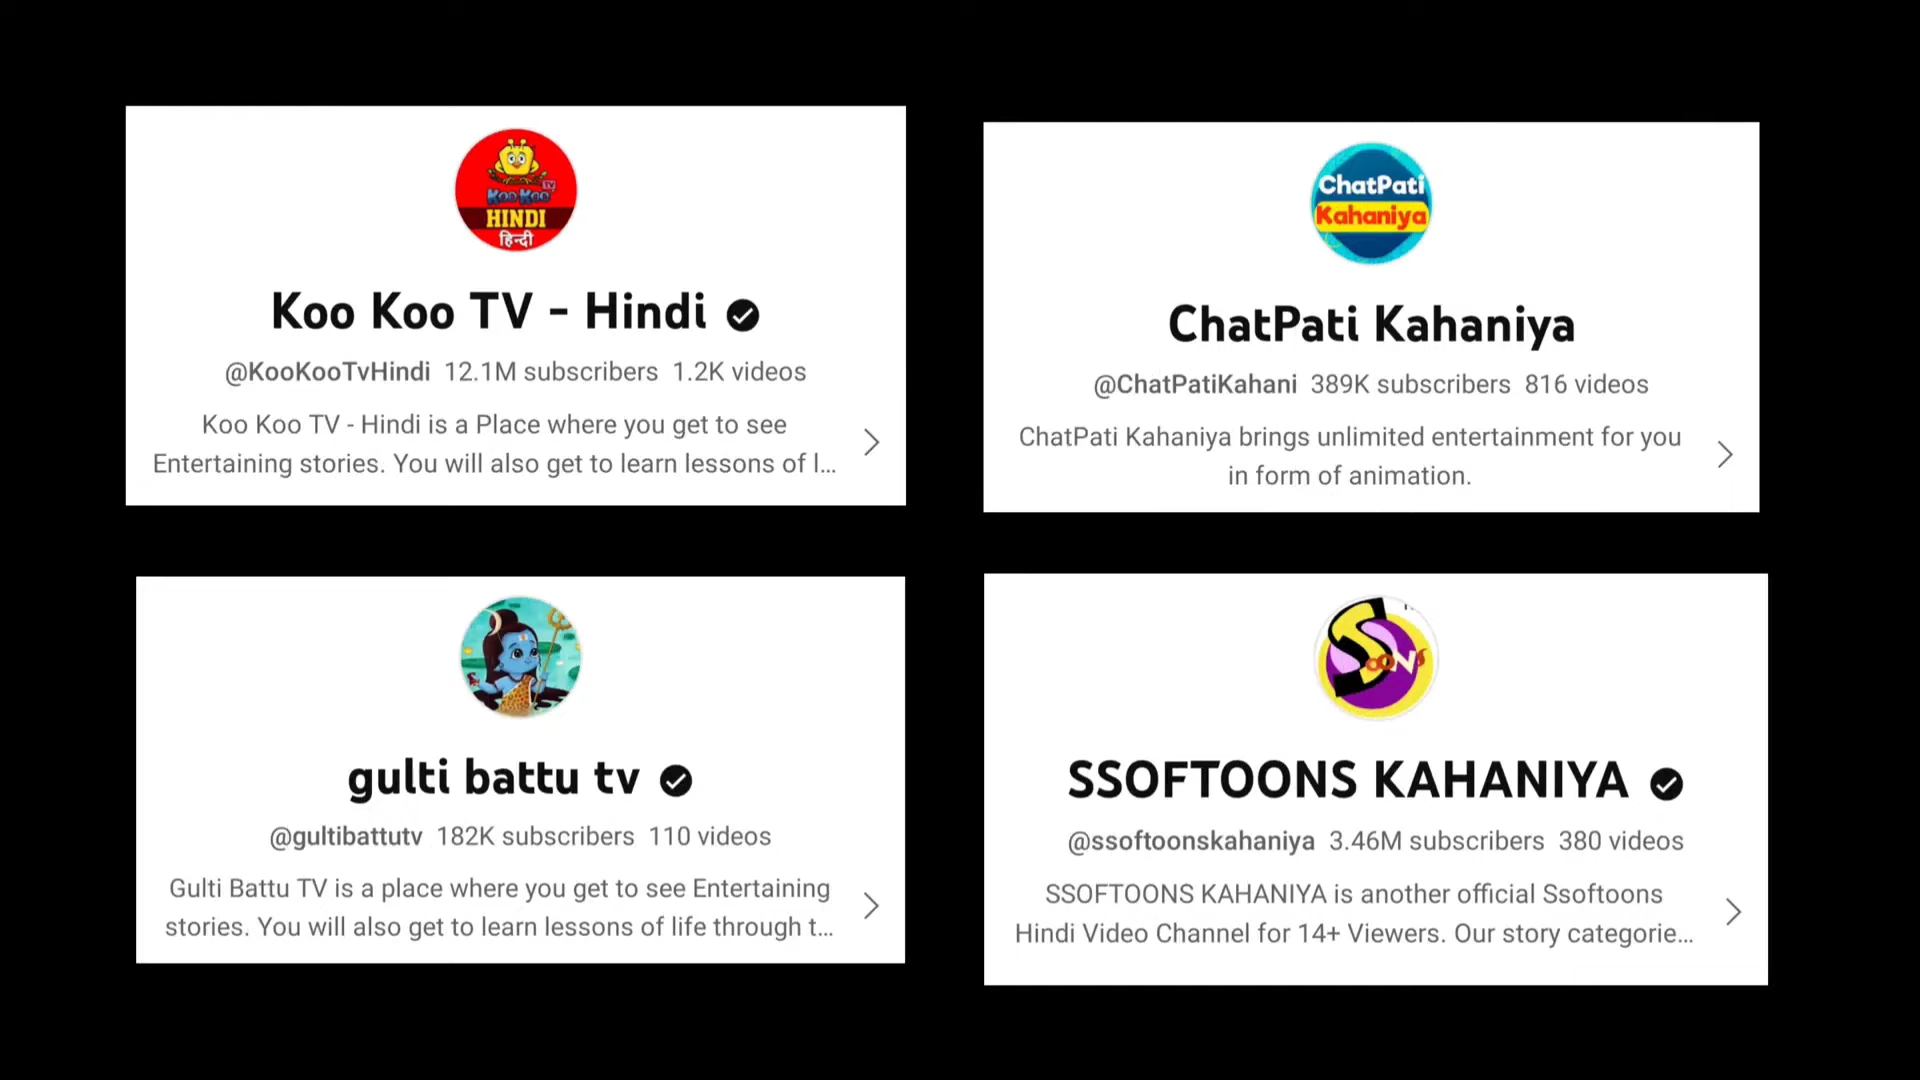 Koo Koo TV
HINDI
हिन्दी
Koo Koo TV - Hindi
@KooKooTvHindi 12.1M subscribers 1.2K videos
Koo Koo TV - Hindi is a Place where you get to see
Entertaining stories. You will also get to learn lessons of l...
ChatPati
Kahaniya
ChatPati Kahaniya
@ChatPatiKahani 389K subscribers 816 videos
ChatPati Kahaniya brings unlimited entertainment for you
in form of animation.
gulti battu tv
@gultibattutv 182K subscribers 110 videos
Gulti Battu TV is a place where you get to see Entertaining
stories. You will also get to learn lessons of life through t...
SOONS
SSOFTOONS KAHANIYA
@ssoftoonskahaniya 3.46M subscribers 380 videos
SSOFTOONS KAHANIYA is another official Ssoftoons
Hindi Video Channel for 14+ Viewers. Our story categorie...